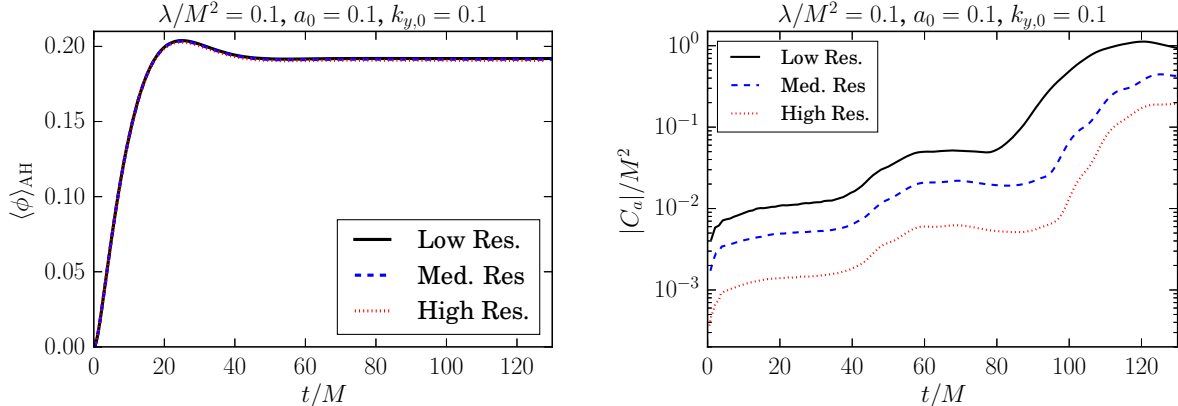 λ/M² = 0.1, a₀ = 0.1, k_{y,0} = 0.1
⟨ϕ⟩_AH
0.20
0.15
0.10
0.05
0.00
Low Res.
Med. Res
High Res.
0 20 40 60 80 100 120
t/M
λ/M² = 0.1, a₀ = 0.1, k_{y,0} = 0.1
|C_a|/M²
10⁰
10⁻¹
10⁻²
10⁻³
Low Res.
Med. Res
High Res.
0 20 40 60 80 100 120
t/M